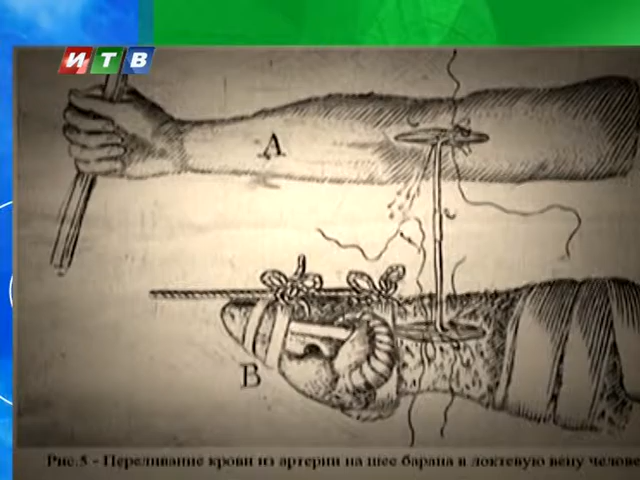 ИТВ
A
B
Рис.5 - Переливание крови из артерии на шее барана в локтевую вену челове